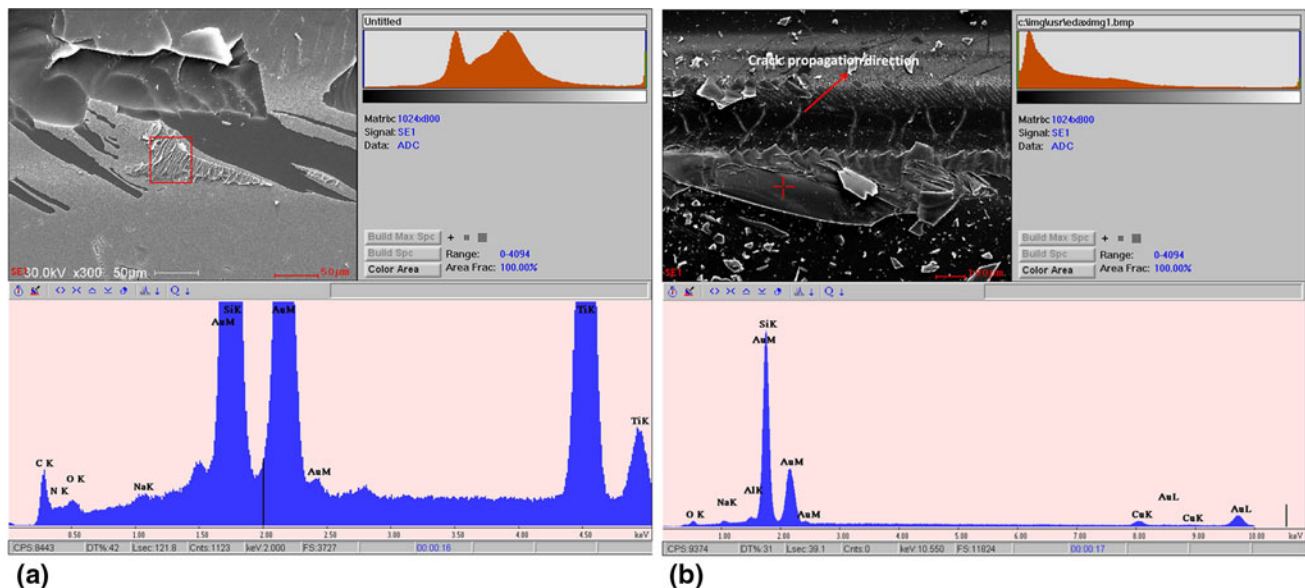 Untitled
Matrix: 1024x800
Signal: SE1
Data: ADC
Build Max Spc
Build Spc
Color Area
Range: 0-4094
Area Frac: 100.00%
SE1
30.0kV x300 50µm
50µm
SiK
AuM
AuM
TiK
TiK
C K
N K
O K
NaK
AuM
0.50 1.00 1.50 2.00 2.50 3.00 3.50 4.00 4.50 keV
CPS:8443 DT%:42 Lsec:121.8 Cnts:1123 keV:2.000 FS:3727 00:00:16
(a)
c:\img\usr\edaximg1.bmp
Crack propagation direction
Matrix: 1024x800
Signal: SE1
Data: ADC
Build Max Spc
Build Spc
Color Area
Range: 0-4094
Area Frac: 100.00%
SE1
SiK
AuM
AuM
O K
NaK
AlK
AuM
AuL
CuK
CuK
AuL
1.00 2.00 3.00 4.00 5.00 6.00 7.00 8.00 9.00 10.00 keV
CPS:9374 DT%:31 Lsec:39.1 Cnts:0 keV:10.550 FS:11824 00:00:17
(b)